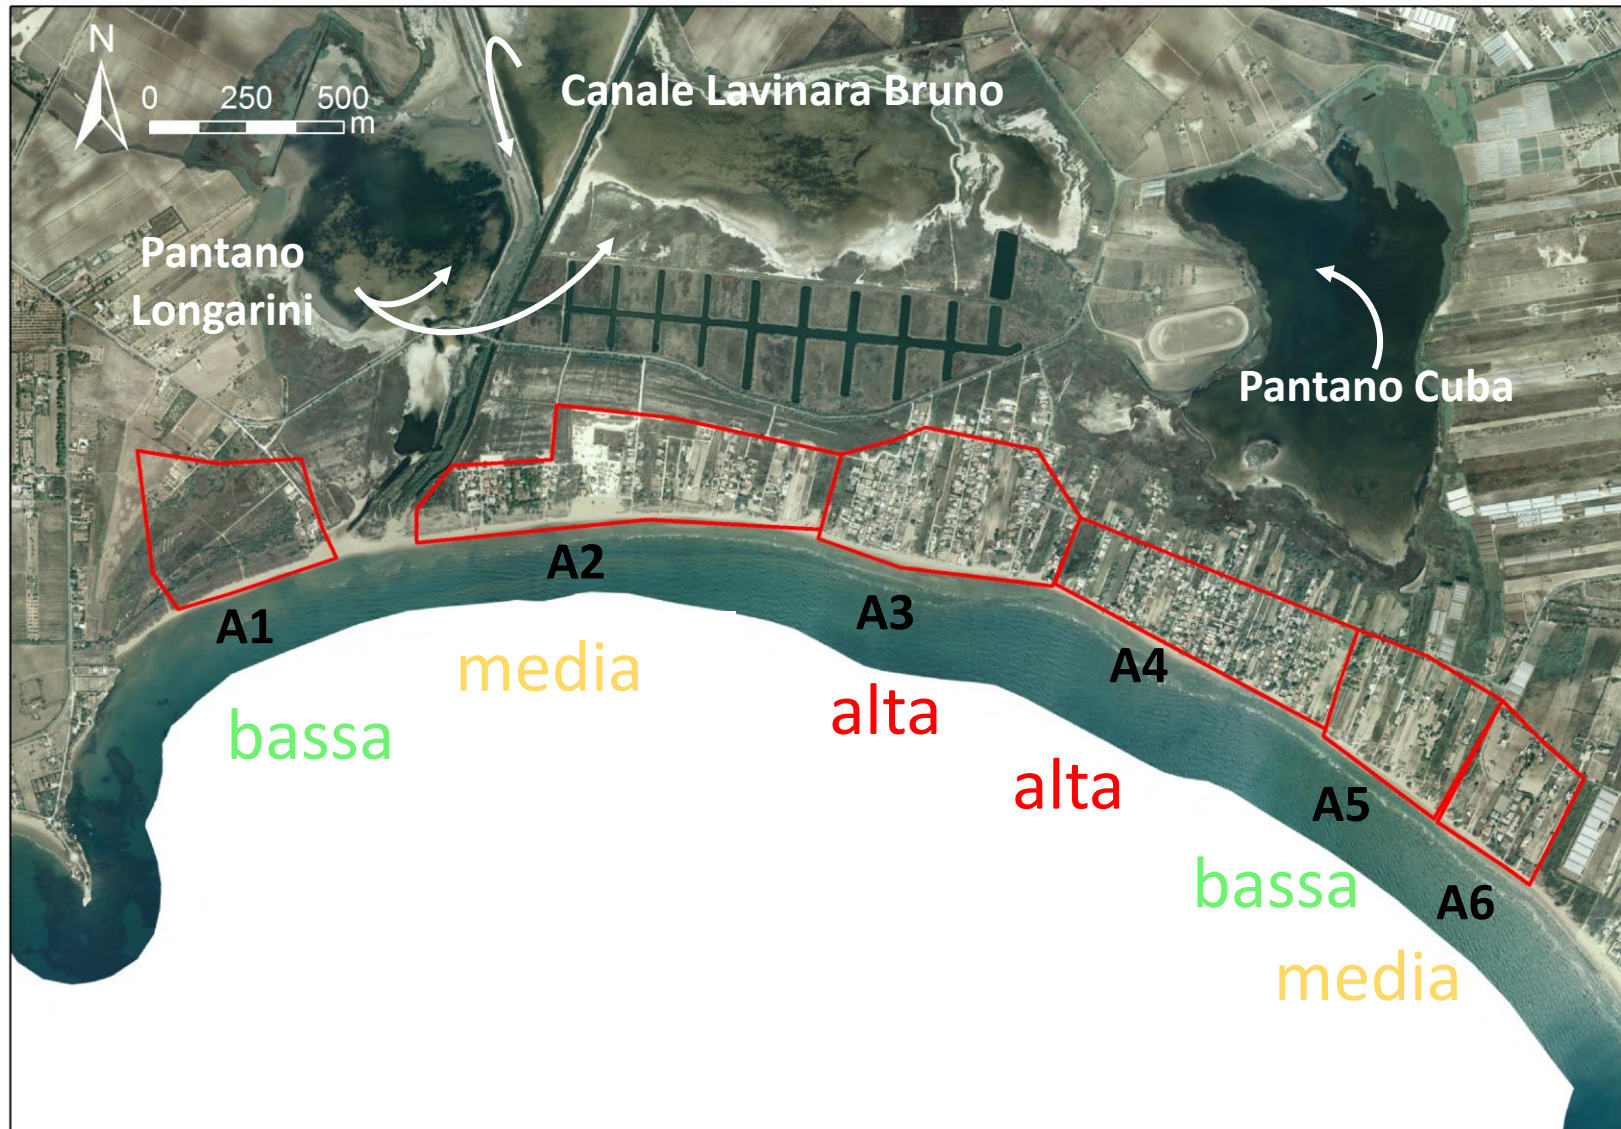 N
0 250 500
m
Canale Lavinara Bruno
Pantano
Longarini
Pantano Cuba
A1
A2
A3
A4
A5
A6
bassa
media
alta
alta
bassa
media